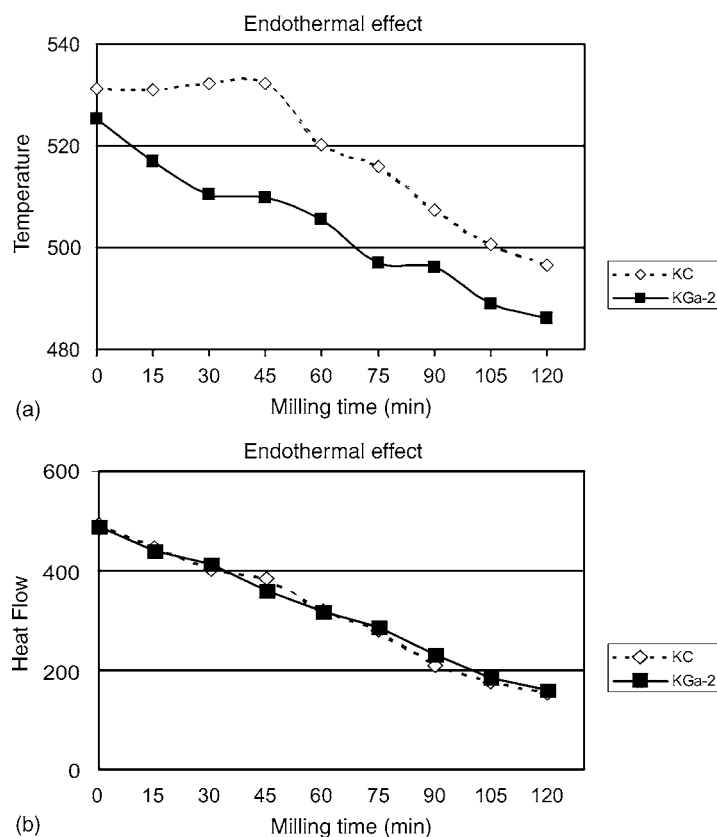 Endothermal effect
540
520
500
480
Temperature
0 15 30 45 60 75 90 105 120
Milling time (min)
(a)
KC
KGa-2
Endothermal effect
600
400
200
0
Heat Flow
0 15 30 45 60 75 90 105 120
Milling time (min)
(b)
KC
KGa-2